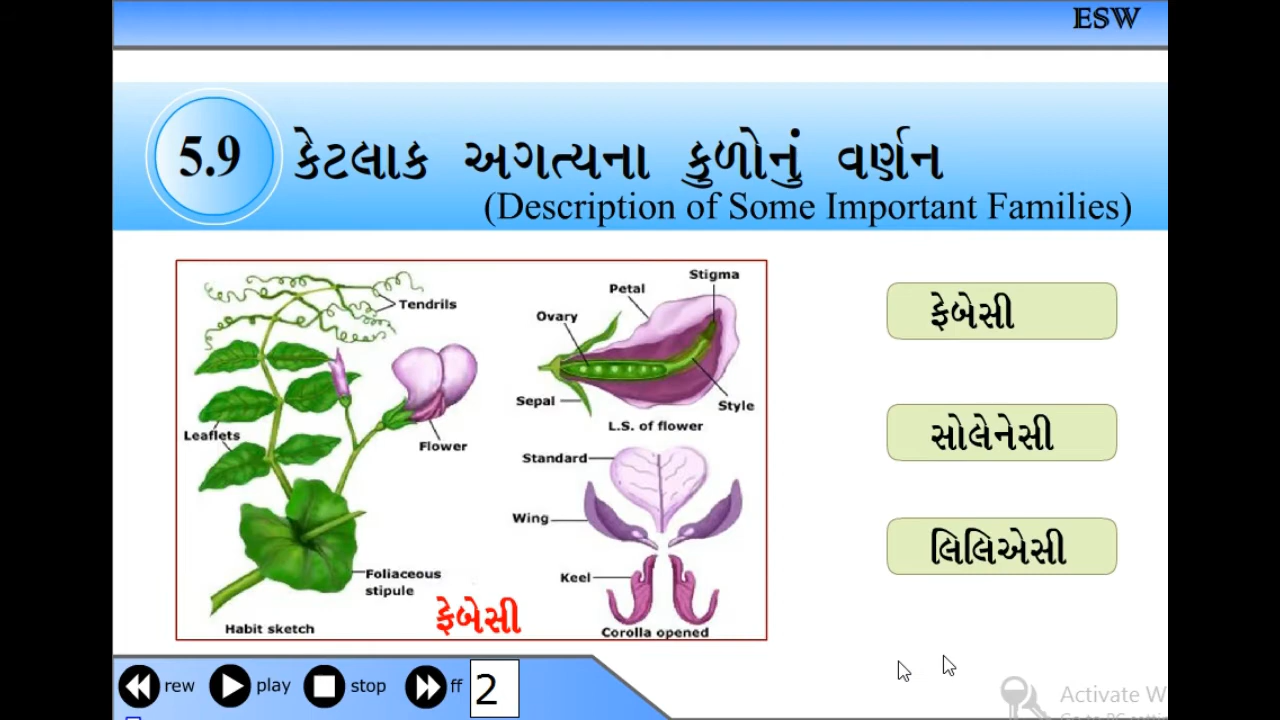 ESW
5.9 કેટલાક અગત્યના કુળોનું વર્ણન
(Description of Some Important Families)
Tendrils
Leaflets
Flower
Foliaceous
stipule
Habit sketch
ફેબેસી
Stigma
Petal
Ovary
Sepal
Style
L.S. of flower
Standard
Wing
Keel
Corolla opened
ફેબેસી
સોલેનેસી
લિલિએસી
rew play stop ff 2
Activate W